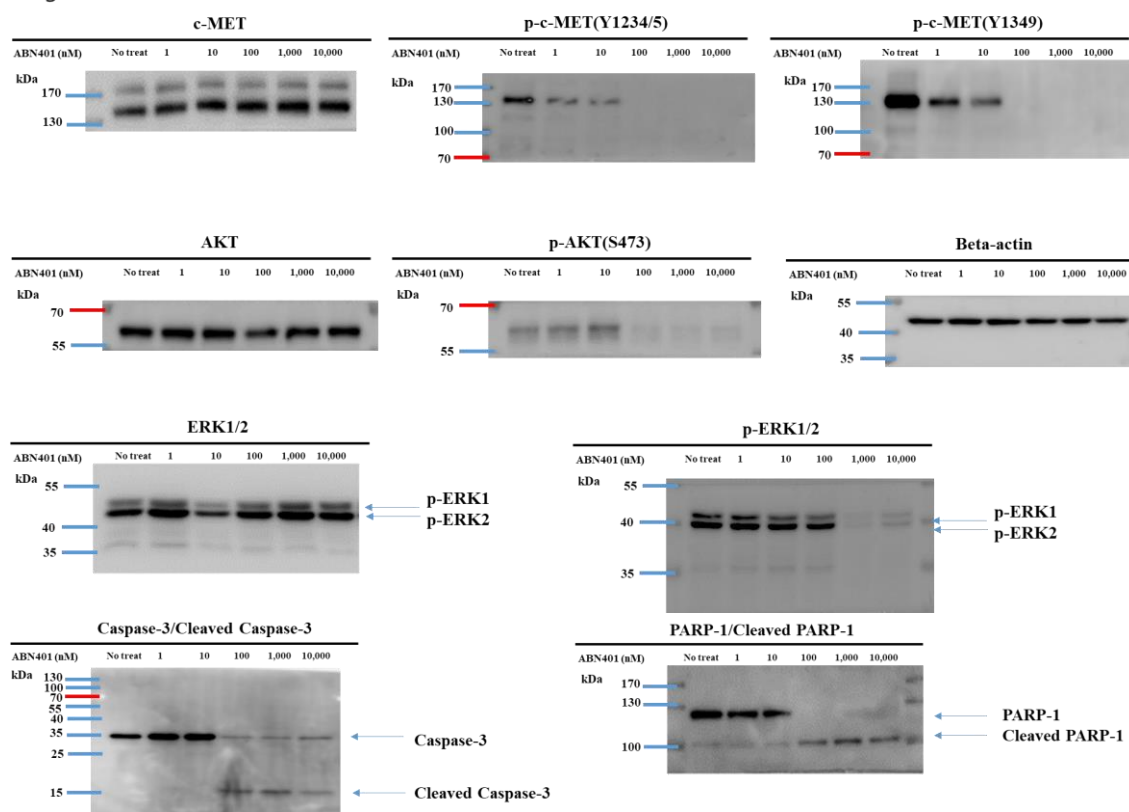 c-MET
ABN401 (nM) No treat 1 10 100 1,000 10,000
kDa
170
130
p-c-MET(Y1234/5)
ABN401 (nM) No treat 1 10 100 1,000 10,000
kDa
170
130
100
70
p-c-MET(Y1349)
ABN401 (nM) No treat 1 10 100 1,000 10,000
kDa
170
130
100
70
AKT
ABN401 (nM) No treat 1 10 100 1,000 10,000
kDa
70
55
p-AKT(S473)
ABN401 (nM) No treat 1 10 100 1,000 10,000
kDa
70
55
Beta-actin
ABN401 (nM) No treat 1 10 100 1,000 10,000
kDa
55
40
35
ERK1/2
ABN401 (nM) No treat 1 10 100 1,000 10,000
kDa
55
40
35
p-ERK1
p-ERK2
p-ERK1/2
ABN401 (nM) No treat 1 10 100 1,000 10,000
kDa
55
40
35
p-ERK1
p-ERK2
Caspase-3/Cleaved Caspase-3
ABN401 (nM) No treat 1 10 100 1,000 10,000
kDa
130
100
70
55
40
35
25
15
Caspase-3
Cleaved Caspase-3
PARP-1/Cleaved PARP-1
ABN401 (nM) No treat 1 10 100 1,000 10,000
kDa
170
130
100
PARP-1
Cleaved PARP-1